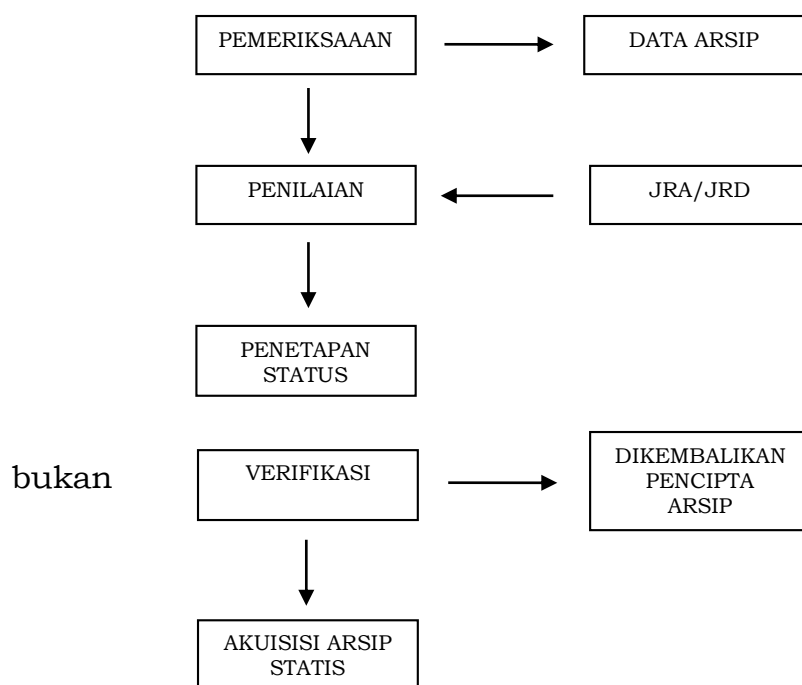 PEMERIKSAAAN
DATA ARSIP
PENILAIAN
JRA/JRD
PENETAPAN
STATUS
bukan
VERIFIKASI
DIKEMBALIKAN
PENCIPTA
ARSIP
AKUISISI ARSIP
STATIS